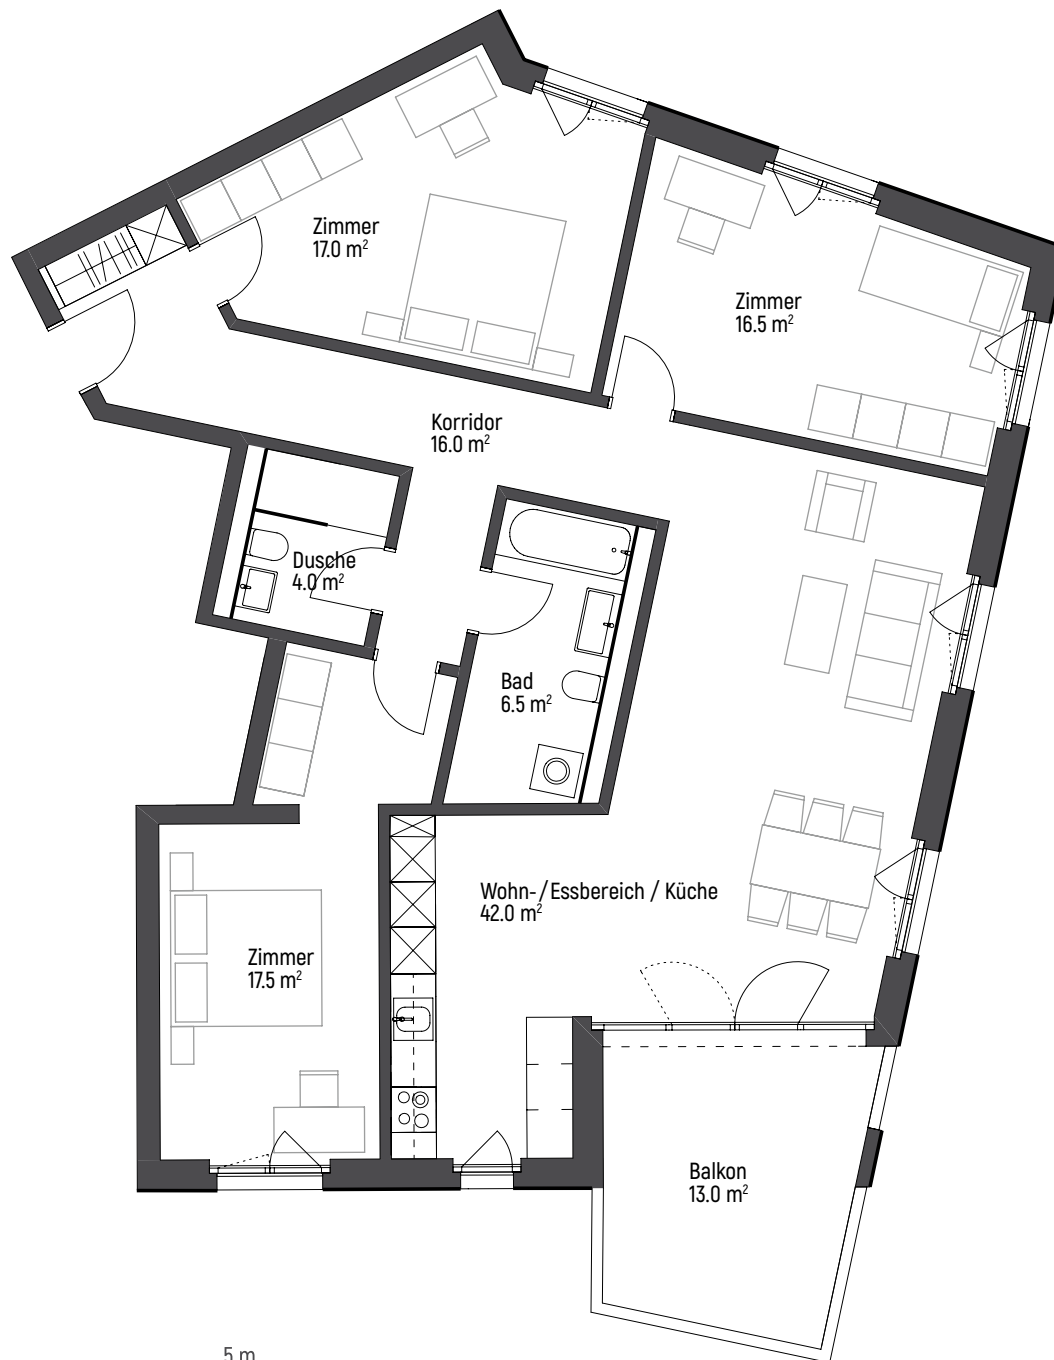 Zimmer
17.0 m²
Zimmer
16.5 m²
Korridor
16.0 m²
Dusche
4.0 m²
Bad
6.5 m²
Wohn-/Essbereich / Küche
42.0 m²
Zimmer
17.5 m²
Balkon
13.0 m²
5 m